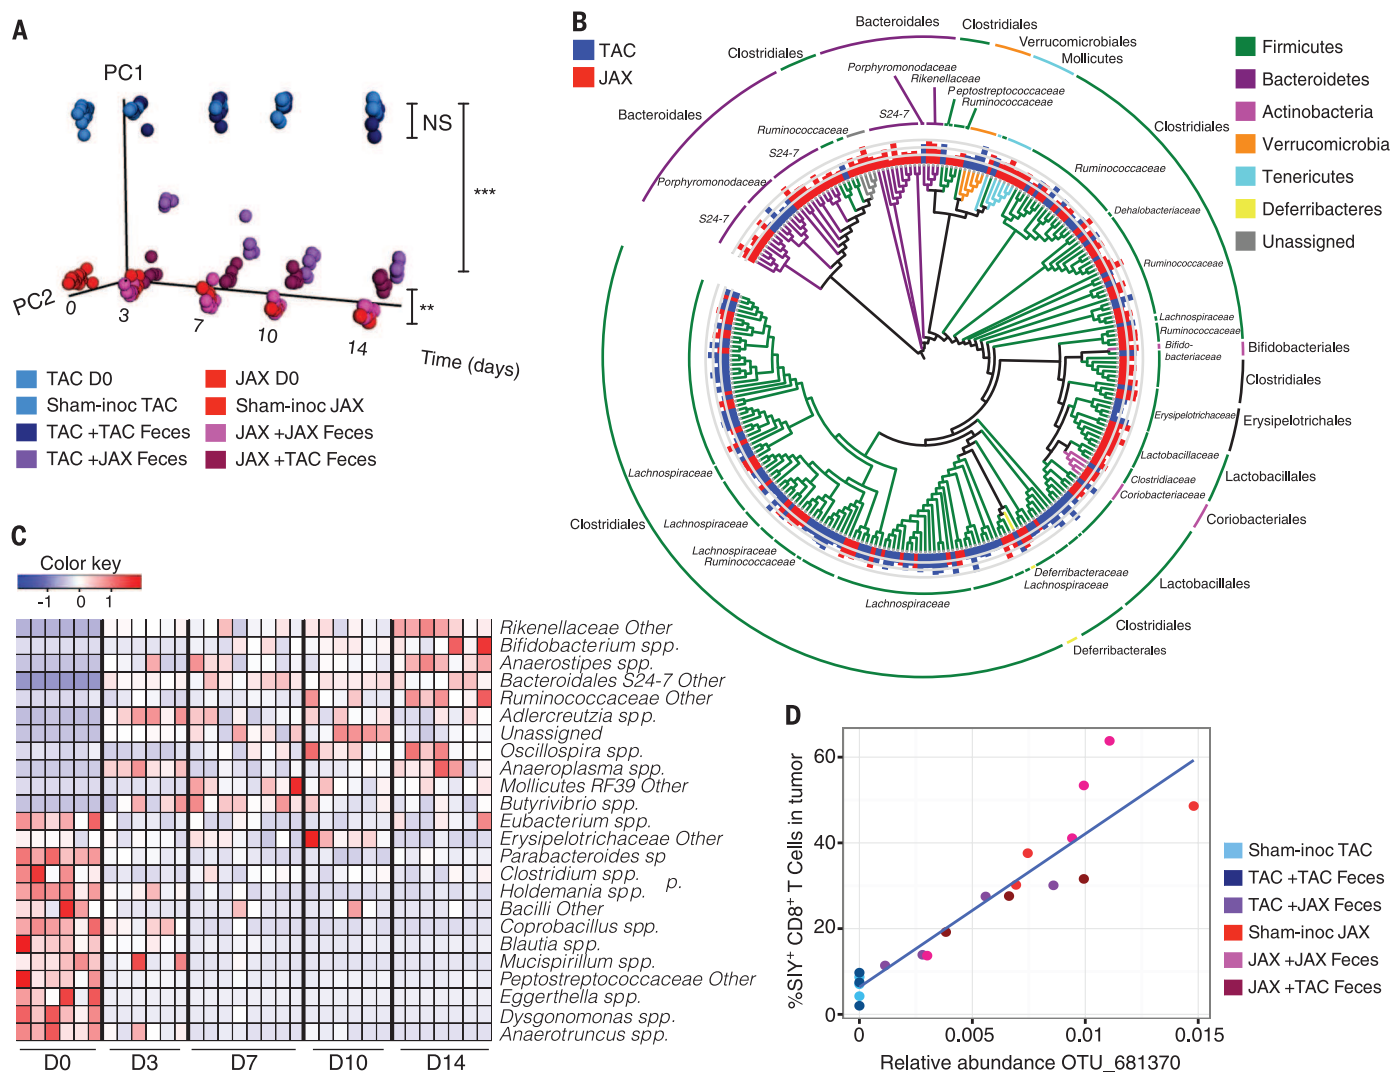 A
PC1
NS
***
**
PC2
0
3
7
10
14
Time (days)
TAC D0
Sham-inoc TAC
TAC +TAC Feces
TAC +JAX Feces
JAX D0
Sham-inoc JAX
JAX +JAX Feces
JAX +TAC Feces
B
TAC
JAX
Bacteroidales
Clostridiales
Verrucomicrobiales
Mollicutes
Clostridiales
Bacteroidales
Clostridiales
Porphyromonodaceae
Rikenellaceae
Peptostreptococcaceae
Ruminococcaceae
S24-7
Ruminococcaceae
S24-7
Porphyromonodaceae
S24-7
Ruminococcaceae
Dehalobacteriaceae
Ruminococcaceae
Lachnospiraceae
Ruminococcaceae
Bifido-
bacteriaceae
Bifidobacteriales
Clostridiales
Erysipelotrichaceae
Erysipelotrichales
Lactobacillaceae
Lactobacillales
Clostridiaceae
Coriobacteriaceae
Coriobacteriales
Lachnospiraceae
Clostridiales
Lachnospiraceae
Lachnospiraceae
Ruminococcaceae
Deferribacteraceae
Lachnospiraceae
Lachnospiraceae
Lactobacillales
Clostridiales
Deferribacterales
Firmicutes
Bacteroidetes
Actinobacteria
Verrucomicrobia
Tenericutes
Deferribacteres
Unassigned
C
Color key
-1 0 1
Rikenellaceae Other
Bifidobacterium spp.
Anaerostipes spp.
Bacteroidales S24-7 Other
Ruminococcaceae Other
Adlercreutzia spp.
Unassigned
Oscillospira spp.
Anaeroplasma spp.
Mollicutes RF39 Other
Butyrivibrio spp.
Eubacterium spp.
Erysipelotrichaceae Other
Parabacteroides sp
Clostridium spp.
p.
Holdemania spp.
Bacilli Other
Coprobacillus spp.
Blautia spp.
Mucispirillum spp.
Peptostreptococcaceae Other
Eggerthella spp.
Dysgonomonas spp.
Anaerotruncus spp.
D0 D3 D7 D10 D14
D
%SIY+ CD8+ T Cells in tumor
60
40
20
0
0 0.005 0.01 0.015
Relative abundance OTU_681370
Sham-inoc TAC
TAC +TAC Feces
TAC +JAX Feces
Sham-inoc JAX
JAX +JAX Feces
JAX +TAC Feces